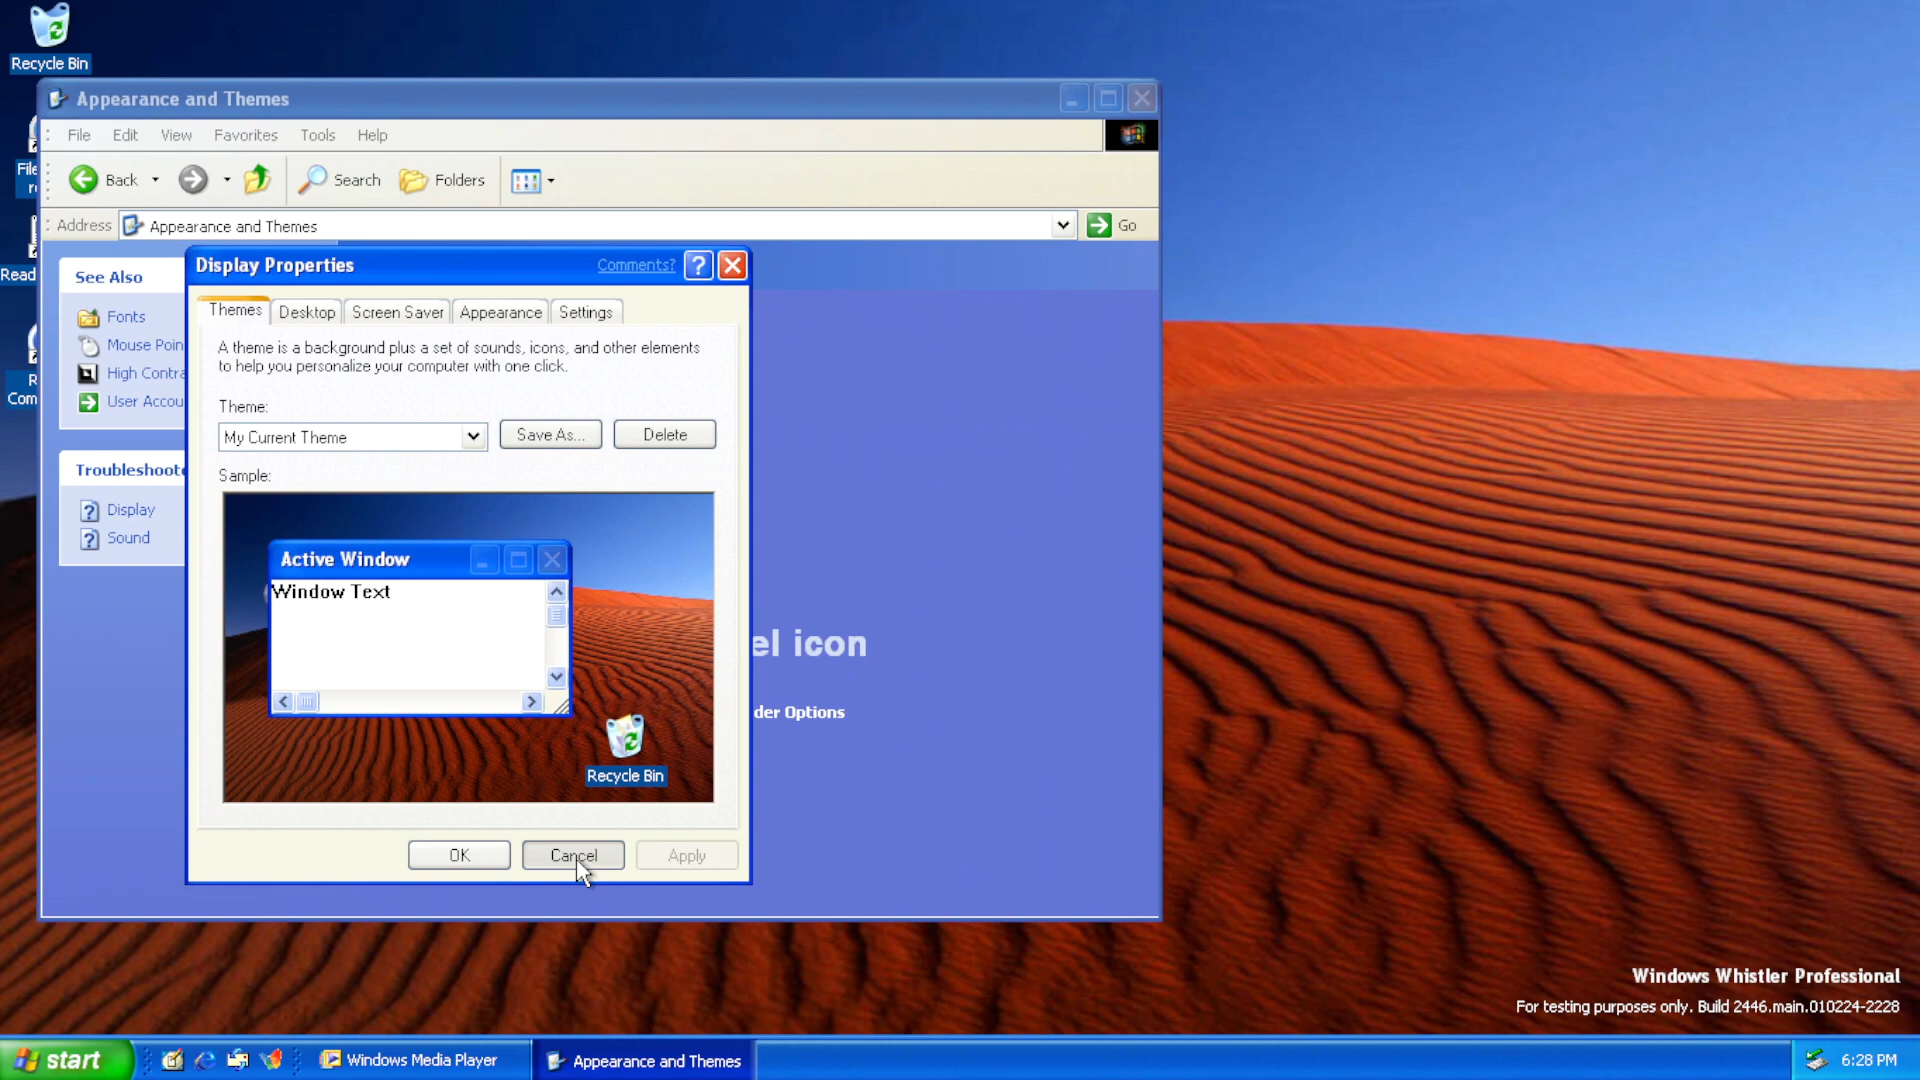 Recycle Bin
Appearance and Themes
File Edit View Favorites Tools Help
Back Search Folders
Address Appearance and Themes Go
Read
Com
See Also
Fonts
Mouse Poin
High Contra
User Accou
Troubleshoot
Display
Sound
Display Properties Comments? ?
Themes Desktop Screen Saver Appearance Settings
A theme is a background plus a set of sounds, icons, and other elements
to help you personalize your computer with one click.
Theme:
My Current Theme Save As... Delete
Sample:
Active Window
Window Text
Recycle Bin
OK Cancel Apply
el icon
der Options
Windows Whistler Professional
For testing purposes only. Build 2446.main.010224-2228
start Windows Media Player Appearance and Themes 6:28 PM